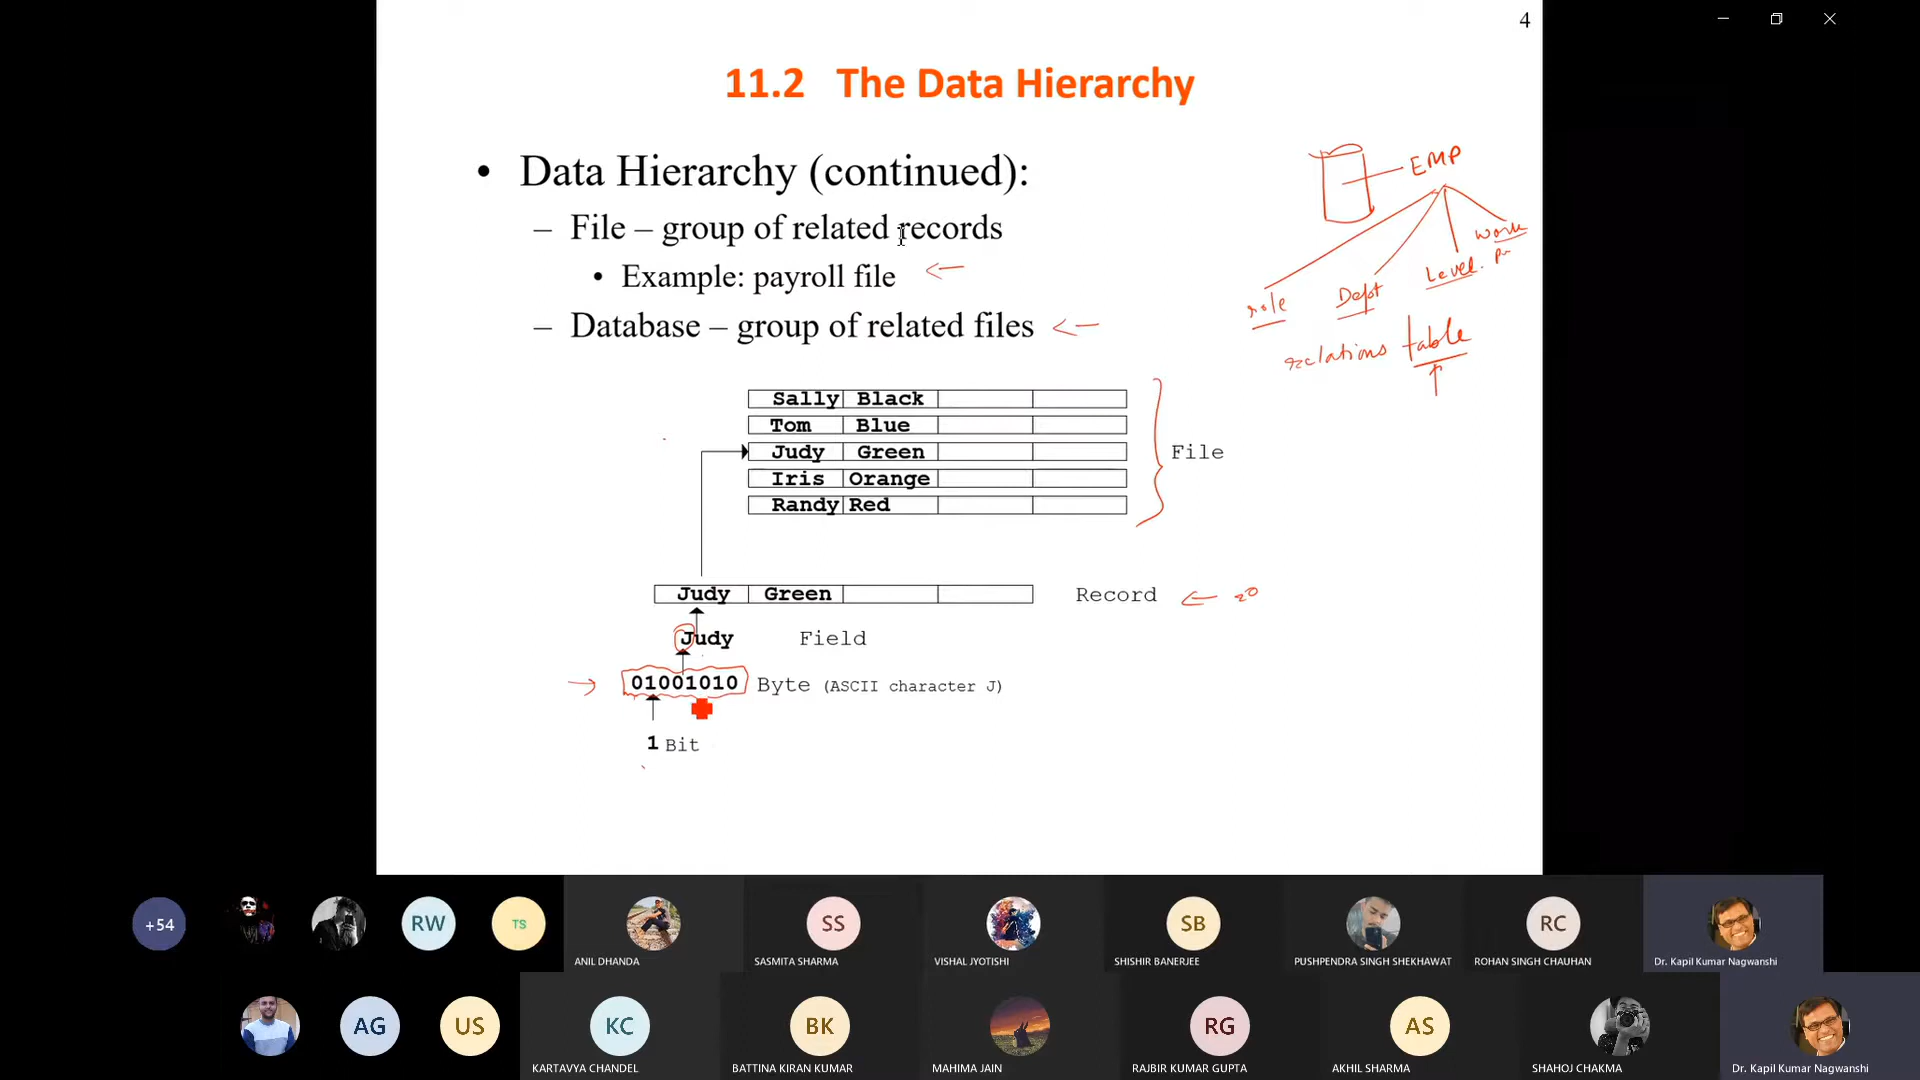 4
11.2 The Data Hierarchy
• Data Hierarchy (continued):
– File – group of related records
• Example: payroll file
– Database – group of related files
EMP
role
Dept
Level.
work
relations table
Sally Black
Tom Blue
Judy Green
Iris Orange
Randy Red
File
Judy Green
Record
20
Judy Field
01001010 Byte (ASCII character J)
1 Bit
+54
RW
TS
ANIL DHANDA
SS
SASMITA SHARMA
VISHAL JYOTISHI
SB
SHISHIR BANERJEE
PUSHPENDRA SINGH SHEKHAWAT
RC
ROHAN SINGH CHAUHAN
Dr. Kapil Kumar Nagwanshi
AG
US
KC
KARTAVYA CHANDEL
BK
BATTINA KIRAN KUMAR
MAHIMA JAIN
RG
RAJBIR KUMAR GUPTA
AS
AKHIL SHARMA
SHAHOJ CHAKMA
Dr. Kapil Kumar Nagwanshi